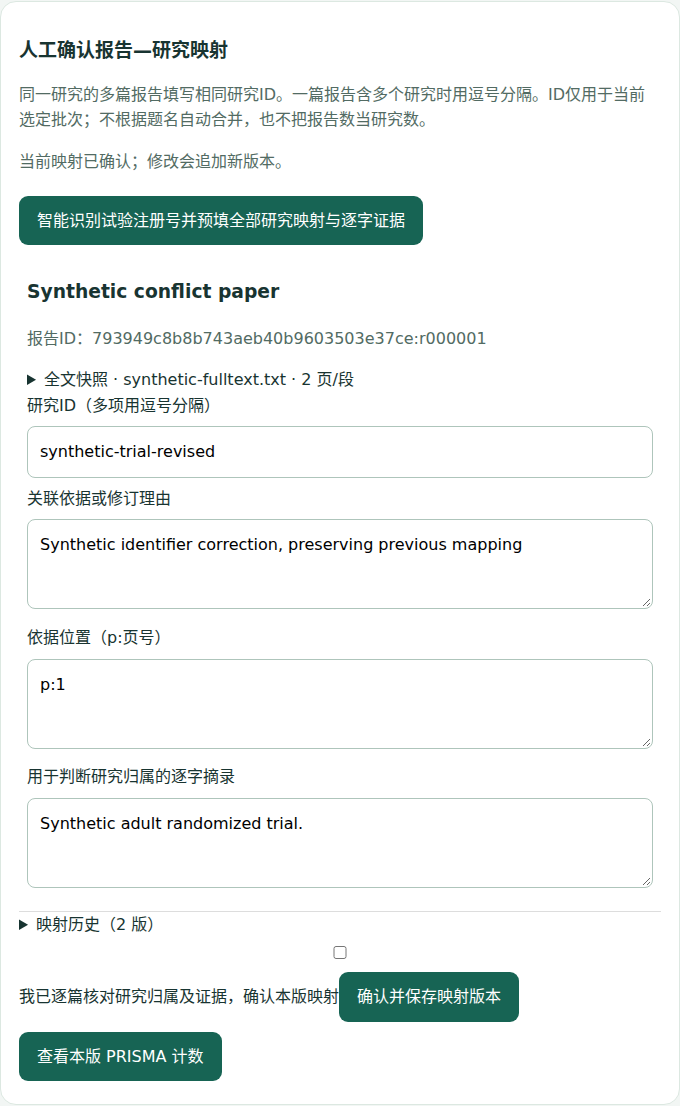 人工确认报告—研究映射
同一研究的多篇报告填写相同研究ID。一篇报告含多个研究时用逗号分隔。ID仅用于当前
选定批次；不根据题名自动合并，也不把报告数当研究数。
当前映射已确认；修改会追加新版本。
智能识别试验注册号并预填全部研究映射与逐字证据
Synthetic conflict paper
报告ID：793949c8b8b743aeb40b9603503e37ce:r000001
▶ 全文快照 · synthetic-fulltext.txt · 2 页/段
研究ID（多项用逗号分隔）
synthetic-trial-revised
关联依据或修订理由
Synthetic identifier correction, preserving previous mapping
依据位置（p:页号）
p:1
用于判断研究归属的逐字摘录
Synthetic adult randomized trial.
▶ 映射历史（2 版）
我已逐篇核对研究归属及证据，确认本版映射 确认并保存映射版本
查看本版 PRISMA 计数